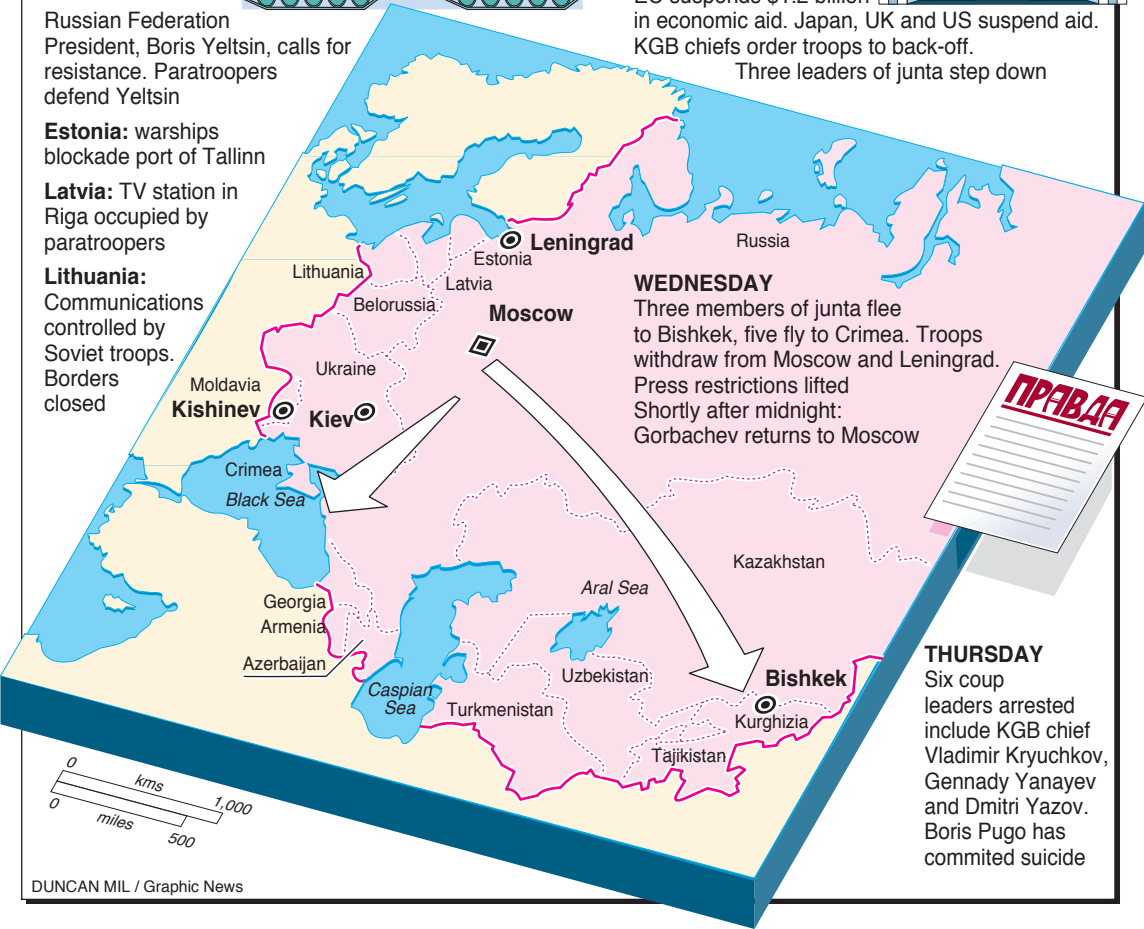 Russian Federation
President, Boris Yeltsin, calls for
resistance. Paratroopers
defend Yeltsin
Estonia: warships
blockade port of Tallinn
Latvia: TV station in
Riga occupied by
paratroopers
Lithuania:
Communications
controlled by
Soviet troops.
Borders
closed
in economic aid. Japan, UK and US suspend aid.
KGB chiefs order troops to back-off.
Three leaders of junta step down
Leningrad
Estonia
Russia
Lithuania
Latvia
Belorussia
Moscow
WEDNESDAY
Three members of junta flee
to Bishkek, five fly to Crimea. Troops
withdraw from Moscow and Leningrad.
Press restrictions lifted
Shortly after midnight:
Gorbachev returns to Moscow
ПРАВДА
Ukraine
Moldavia
Kishinev
Kiev
Crimea
Black Sea
Kazakhstan
Aral Sea
Georgia
Armenia
Azerbaijan
Caspian
Sea
Turkmenistan
Uzbekistan
Bishkek
Kurghizia
Tajikistan
THURSDAY
Six coup
leaders arrested
include KGB chief
Vladimir Kryuchkov,
Gennady Yanayev
and Dmitri Yazov.
Boris Pugo has
commited suicide
0
kms
1,000
0
miles
500
DUNCAN MIL / Graphic News